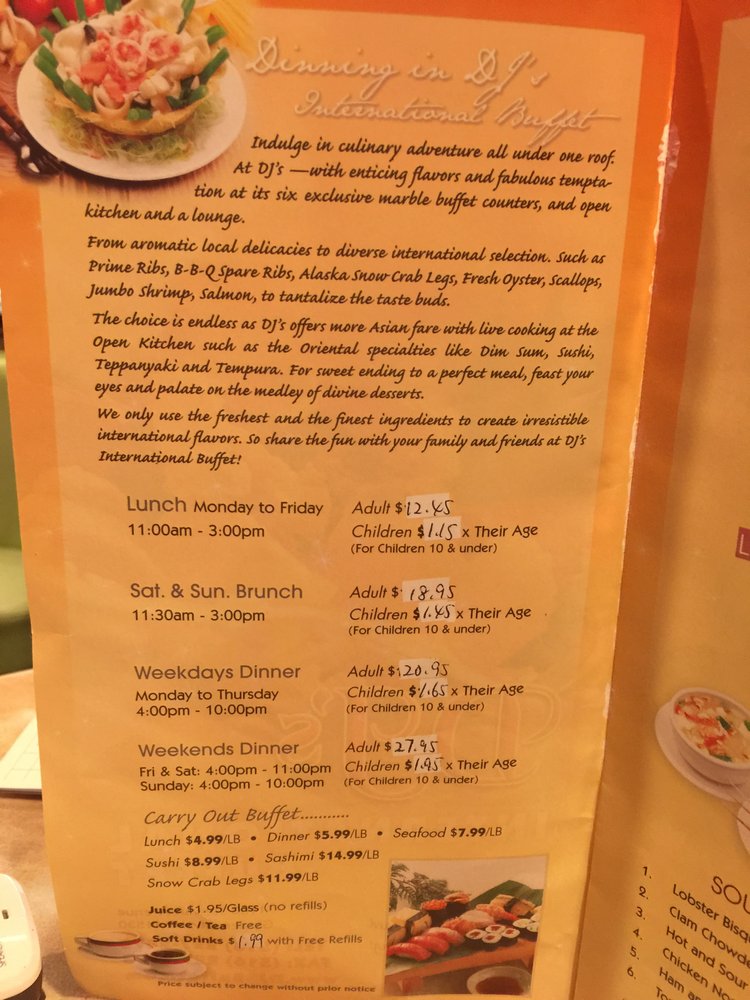 Dinning in DJ's
International Buffet
Indulge in culinary adventure all under one roof.
At DJ's —with enticing flavors and fabulous tempta-
tion at its six exclusive marble buffet counters, and open
kitchen and a lounge.
From aromatic local delicacies to diverse international selection. Such as
Prime Ribs, B-B-Q Spare Ribs, Alaska Snow Crab Legs, Fresh Oyster, Scallops,
Jumbo Shrimp, Salmon, to tantalize the taste buds.
The choice is endless as DJ's offers more Asian fare with live cooking at the
Open Kitchen such as the Oriental specialties like Dim Sum, Sushi,
Teppanyaki and Tempura. For sweet ending to a perfect meal, feast your
eyes and palate on the medley of divine desserts.
We only use the freshest and the finest ingredients to create irresistible
international flavors. So share the fun with your family and friends at DJ's
International Buffet!
Lunch Monday to Friday Adult $12.45
11:00am - 3:00pm Children $1.15 x Their Age
(For Children 10 & under)
Sat. & Sun. Brunch Adult $18.95
11:30am - 3:00pm Children $1.45 x Their Age
(For Children 10 & under)
Weekdays Dinner Adult $20.95
Monday to Thursday Children $1.65 x Their Age
4:00pm - 10:00pm (For Children 10 & under)
Weekends Dinner Adult $27.95
Fri & Sat: 4:00pm - 11:00pm Children $1.95 x Their Age
Sunday: 4:00pm - 10:00pm (For Children 10 & under)
Carry Out Buffet...........
Lunch $4.99/LB • Dinner $5.99/LB • Seafood $7.99/LB
Sushi $8.99/LB • Sashimi $14.99/LB
Snow Crab Legs $11.99/LB
Juice $1.95/Glass (no refills)
Coffee / Tea Free
Soft Drinks $1.99 with Free Refills
Price subject to change without prior notice
SOU
1. Lobster Bisq
2. Clam Chowde
3. Hot and Sour
4. Chicken No
5. Ham an
6. To